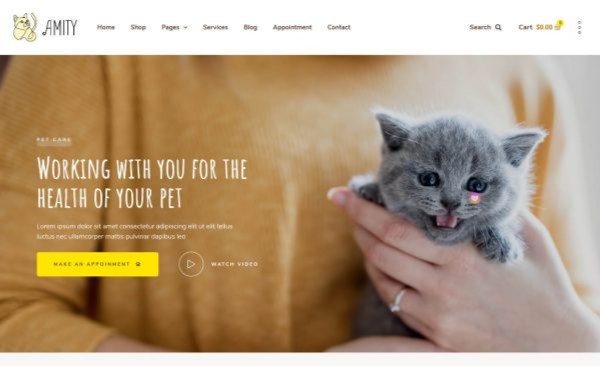 AMITY
Home Shop Pages Services Blog Appointment Contact
Search Cart $0.00
PET CARE
WORKING WITH YOU FOR THE
HEALTH OF YOUR PET
Lorem ipsum dolor sit amet consectetur adipiscing elit ut elit tellus
luctus nec ullamcorper mattis pulvinar dapibus leo
MAKE AN APPOINMENT WATCH VIDEO